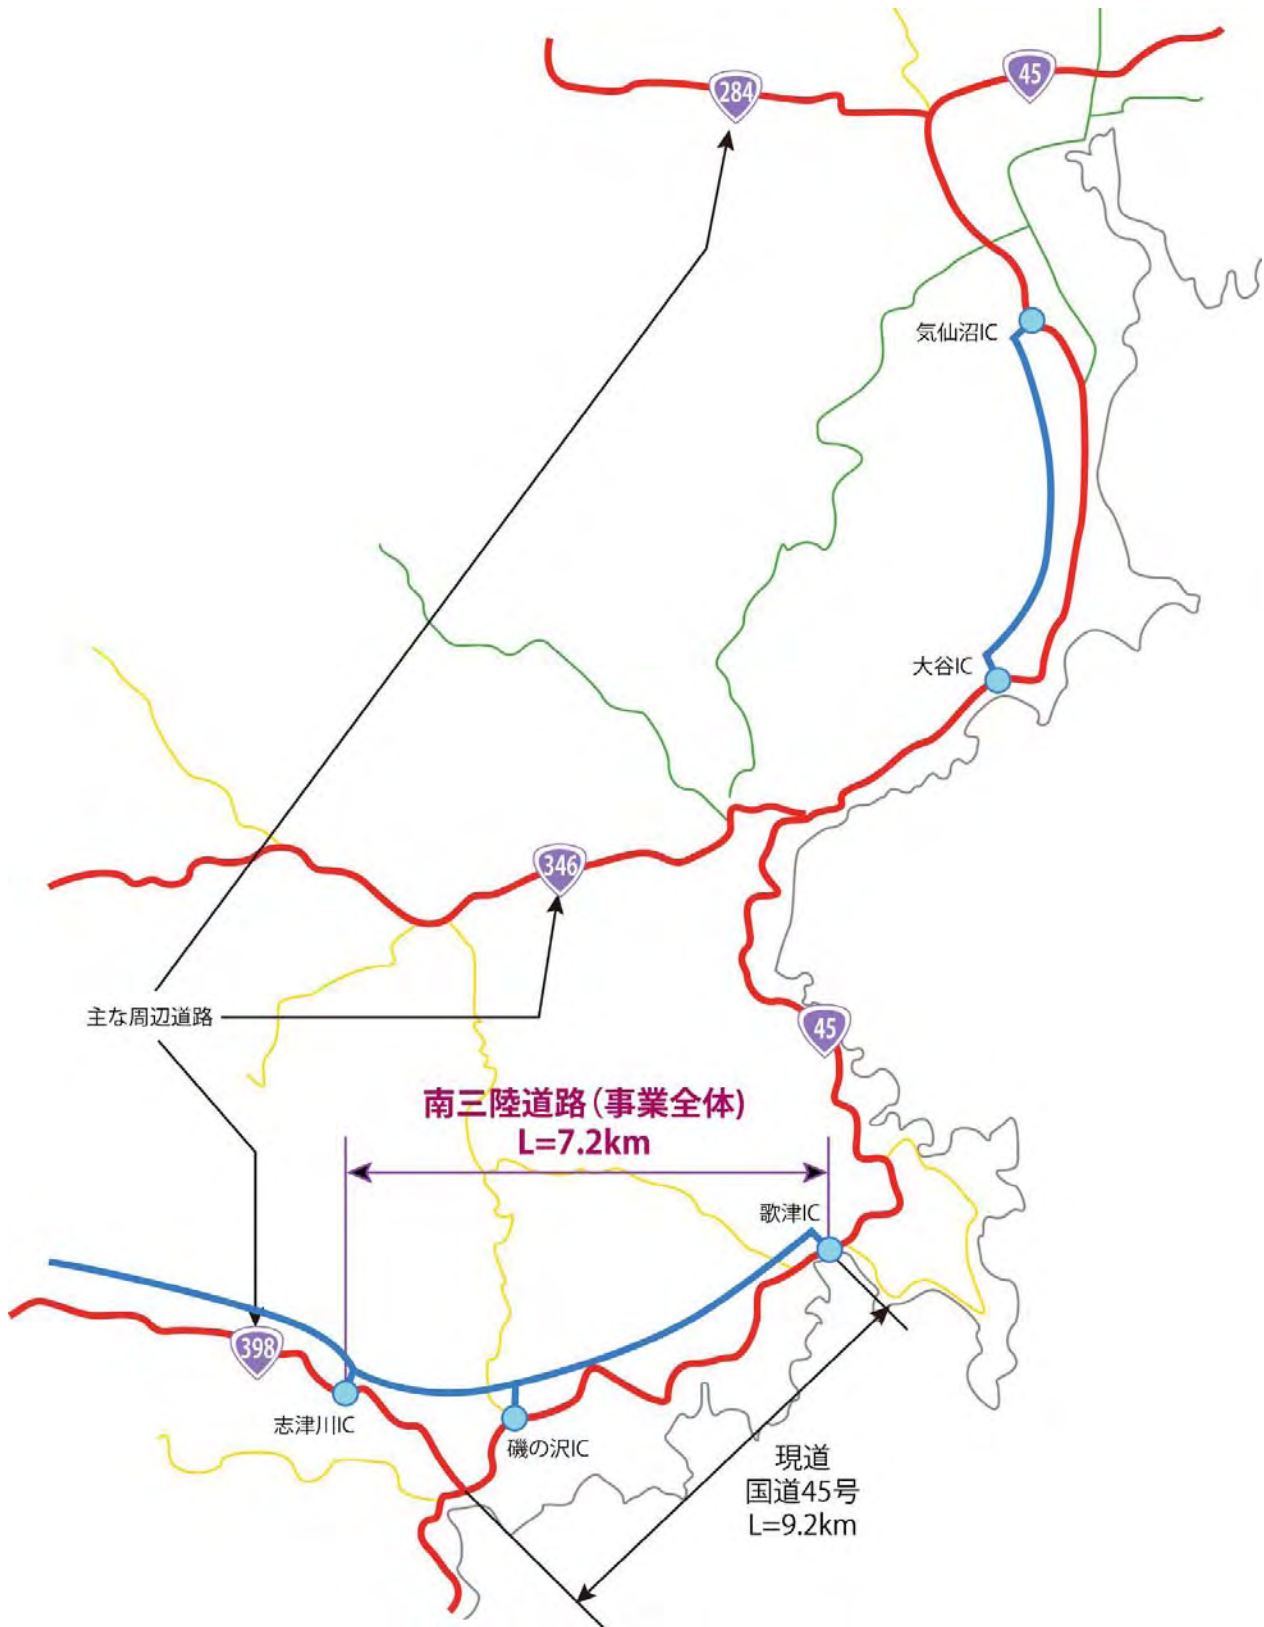 284
45
気仙沼IC
大谷IC
346
主な周辺道路
45
南三陸道路(事業全体)
L=7.2km
歌津IC
398
志津川IC
磯の沢IC
現道
国道45号
L=9.2km